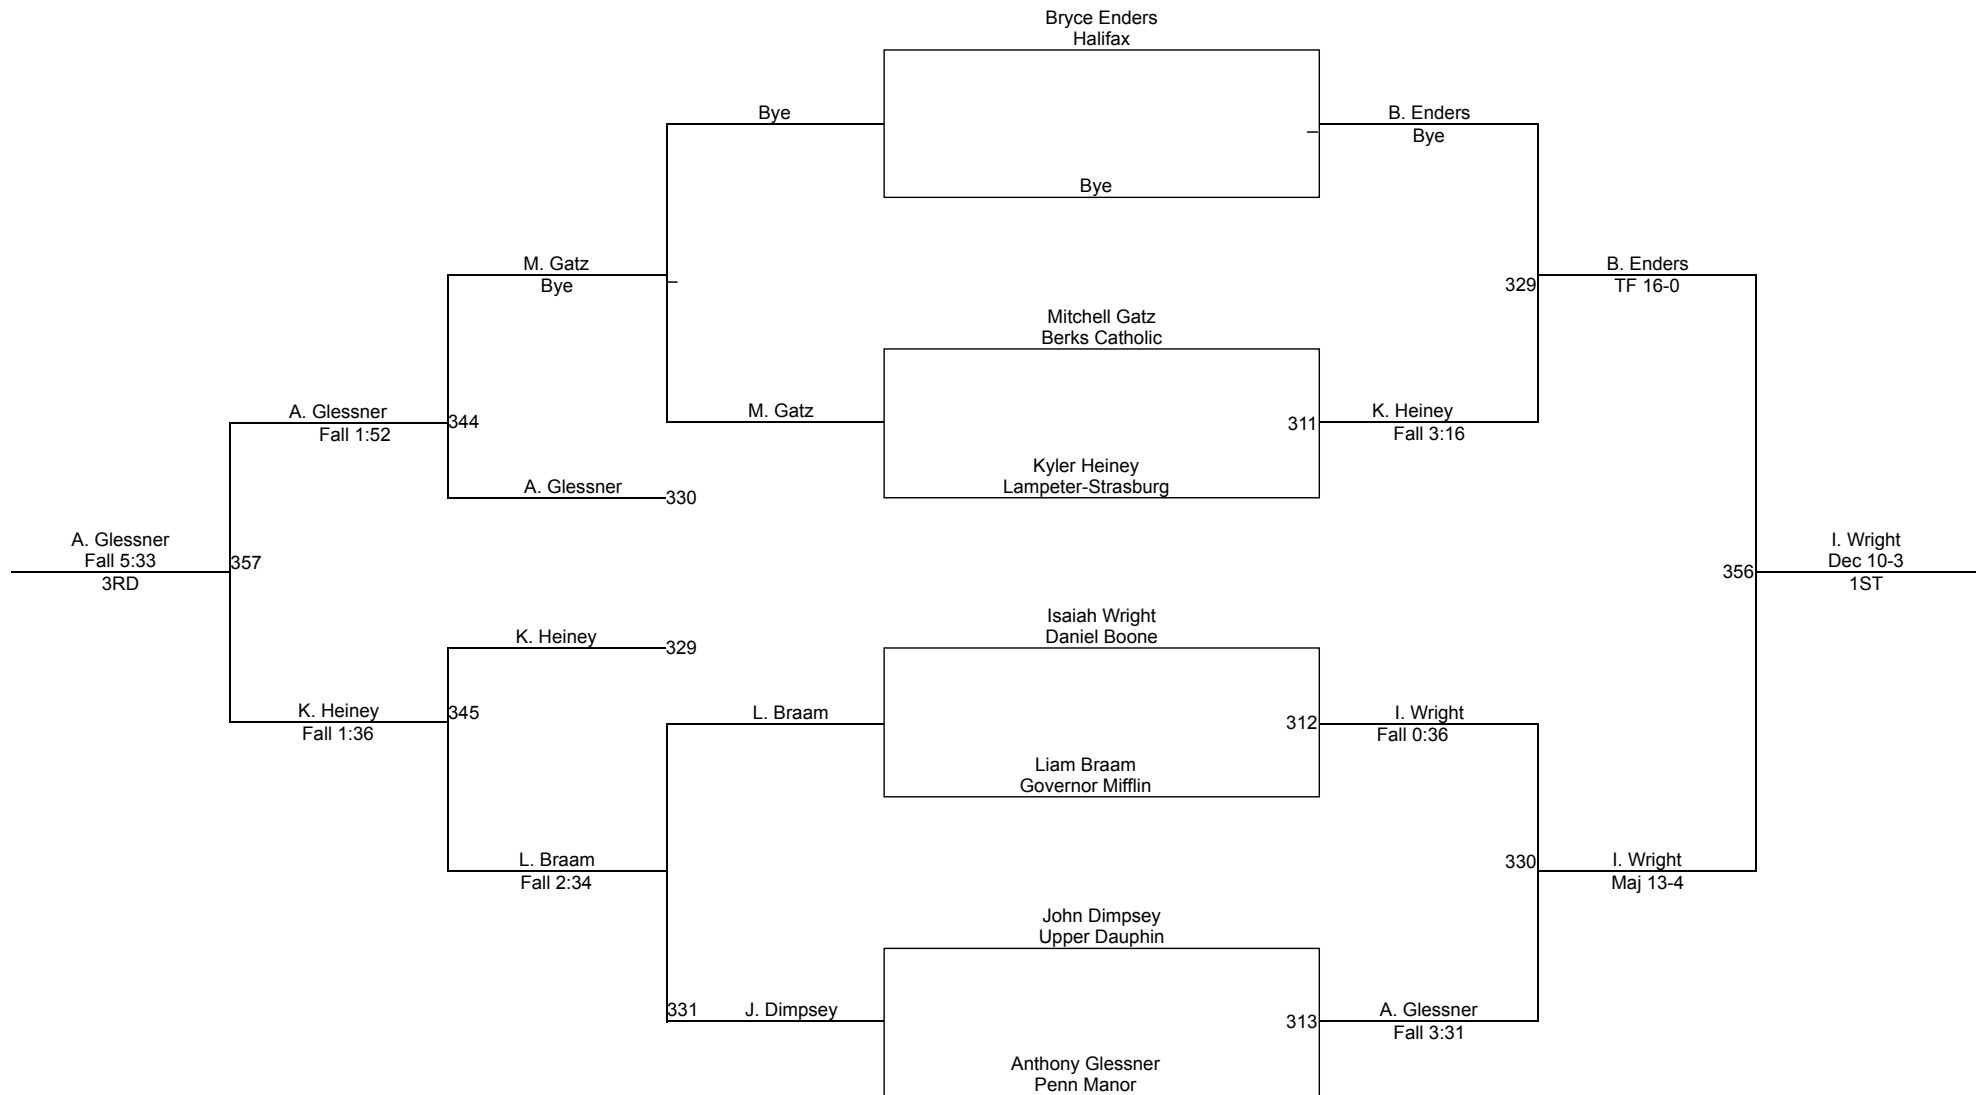 Bryce Enders
Halifax
Bye
B. Enders
Bye
Bye
M. Gatz
Bye
B. Enders
TF 16-0
329
Mitchell Gatz
Berks Catholic
A. Glessner
Fall 1:52
344
M. Gatz
311
K. Heiney
Fall 3:16
Kyler Heiney
Lampeter-Strasburg
A. Glessner
330
A. Glessner
Fall 5:33
3RD
357
I. Wright
Dec 10-3
1ST
356
Isaiah Wright
Daniel Boone
K. Heiney
329
K. Heiney
Fall 1:36
345
L. Braam
312
I. Wright
Fall 0:36
Liam Braam
Governor Mifflin
L. Braam
Fall 2:34
330
I. Wright
Maj 13-4
John Dimpsey
Upper Dauphin
331
J. Dimpsey
313
A. Glessner
Fall 3:31
Anthony Glessner
Penn Manor